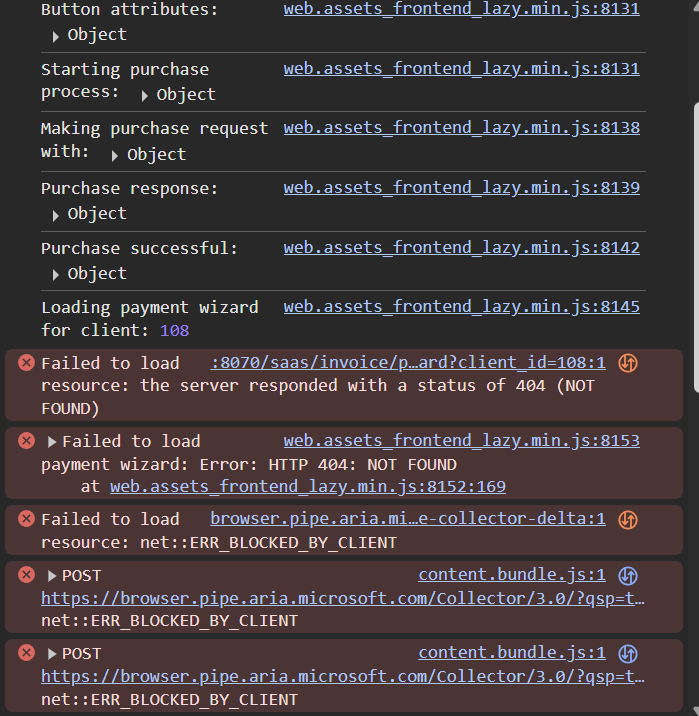 Button attributes: web.assets_frontend_lazy.min.js:8131
▶ Object
Starting purchase web.assets_frontend_lazy.min.js:8131
process: ▶ Object
Making purchase request web.assets_frontend_lazy.min.js:8138
with: ▶ Object
Purchase response: web.assets_frontend_lazy.min.js:8139
▶ Object
Purchase successful: web.assets_frontend_lazy.min.js:8142
▶ Object
Loading payment wizard web.assets_frontend_lazy.min.js:8145
for client: 108
Failed to load :8070/saas/invoice/p…ard?client_id=108:1
resource: the server responded with a status of 404 (NOT
FOUND)
▶ Failed to load web.assets_frontend_lazy.min.js:8153
payment wizard: Error: HTTP 404: NOT FOUND
at web.assets_frontend_lazy.min.js:8152:169
Failed to load browser.pipe.aria.mi…e-collector-delta:1
resource: net::ERR_BLOCKED_BY_CLIENT
▶ POST content.bundle.js:1
https://browser.pipe.aria.microsoft.com/Collector/3.0/?qsp=t…
net::ERR_BLOCKED_BY_CLIENT
▶ POST content.bundle.js:1
https://browser.pipe.aria.microsoft.com/Collector/3.0/?qsp=t…
net::ERR_BLOCKED_BY_CLIENT